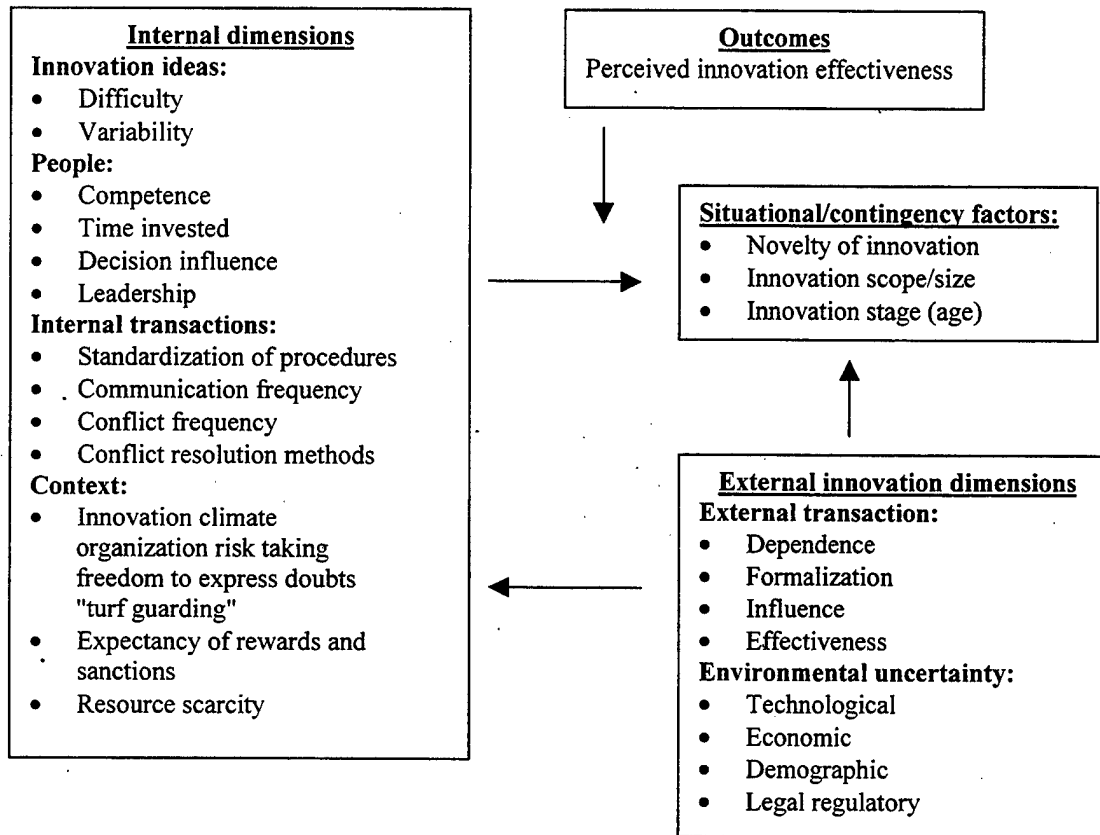 Internal dimensions
Innovation ideas:
• Difficulty
• Variability
People:
• Competence
• Time invested
• Decision influence
• Leadership
Internal transactions:
• Standardization of procedures
• Communication frequency
• Conflict frequency
• Conflict resolution methods
Context:
• Innovation climate
organization risk taking
freedom to express doubts
"turf guarding"
• Expectancy of rewards and
sanctions
• Resource scarcity
Outcomes
Perceived innovation effectiveness
Situational/contingency factors:
• Novelty of innovation
• Innovation scope/size
• Innovation stage (age)
External innovation dimensions
External transaction:
• Dependence
• Formalization
• Influence
• Effectiveness
Environmental uncertainty:
• Technological
• Economic
• Demographic
• Legal regulatory